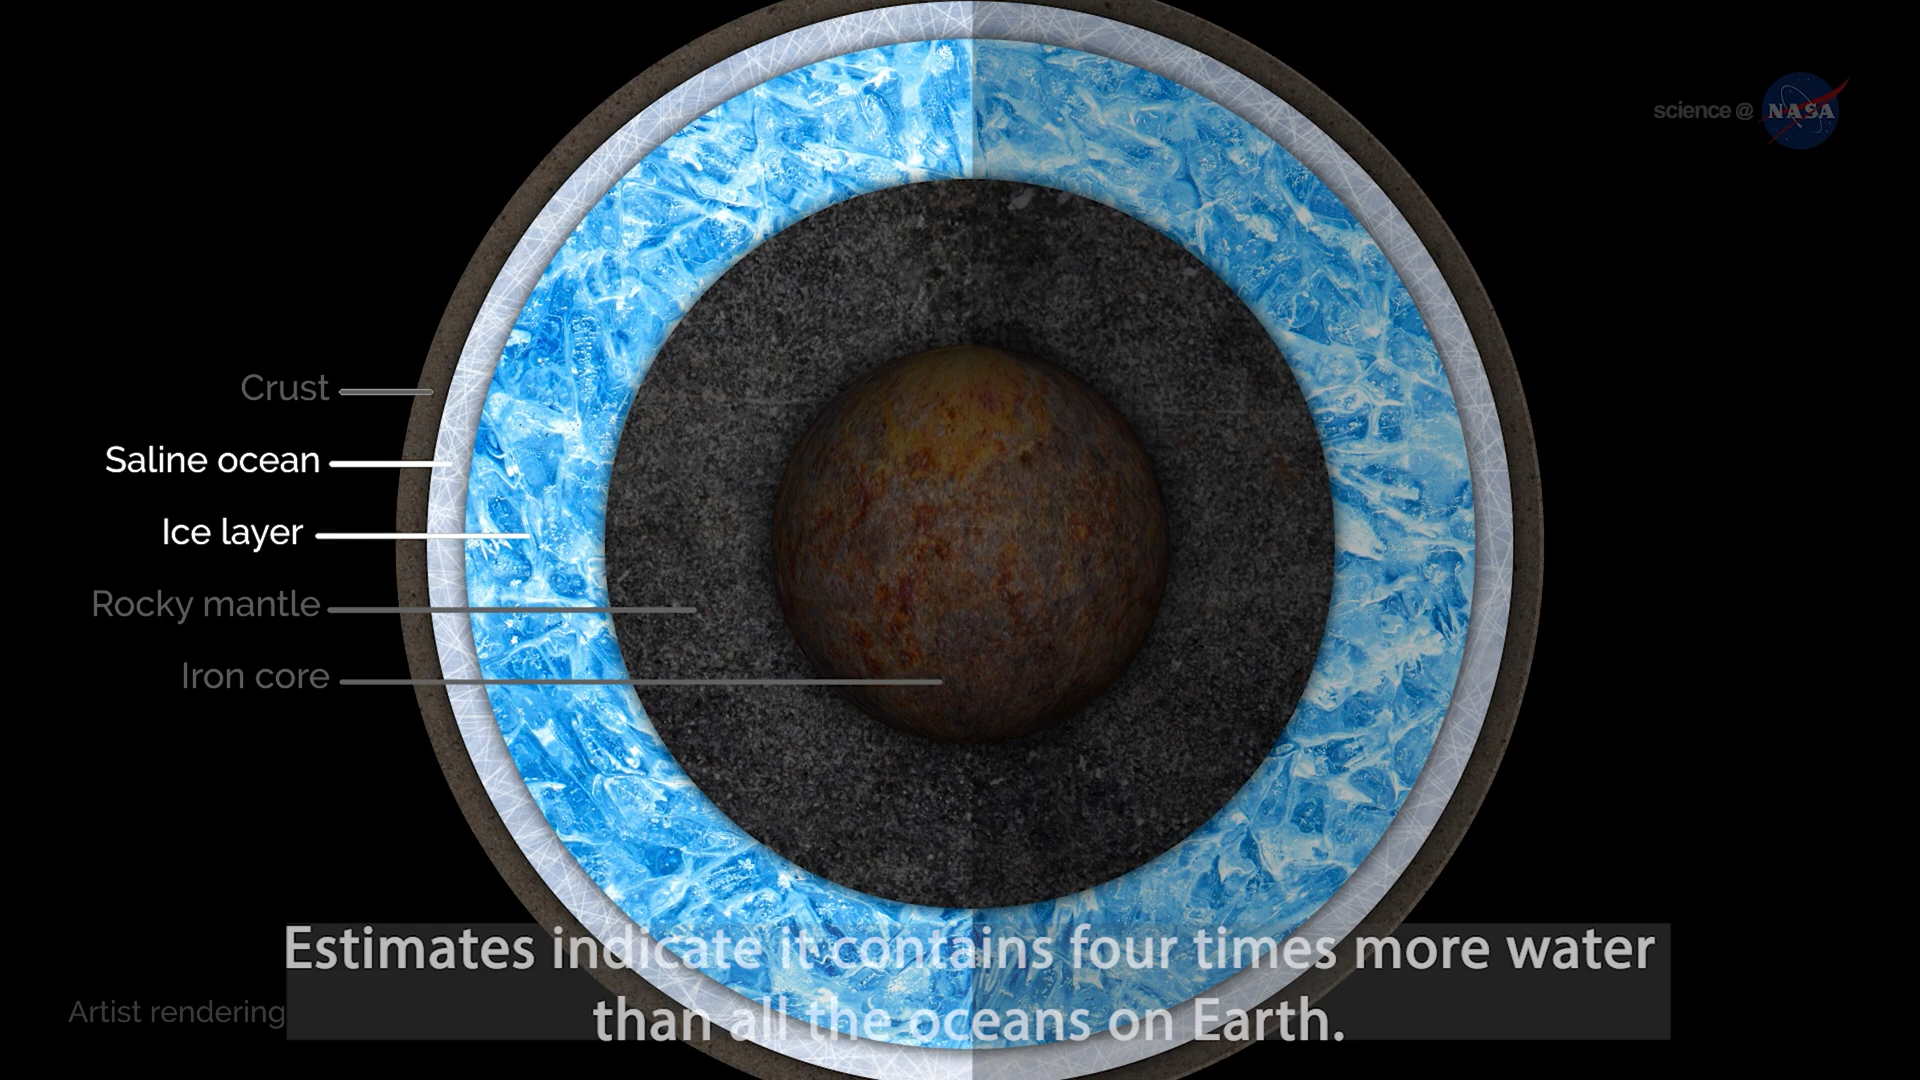 science @ NASA
Crust
Saline ocean
Ice layer
Rocky mantle
Iron core
Artist rendering
Estimates indicate it contains four times more water
than all the oceans on Earth.